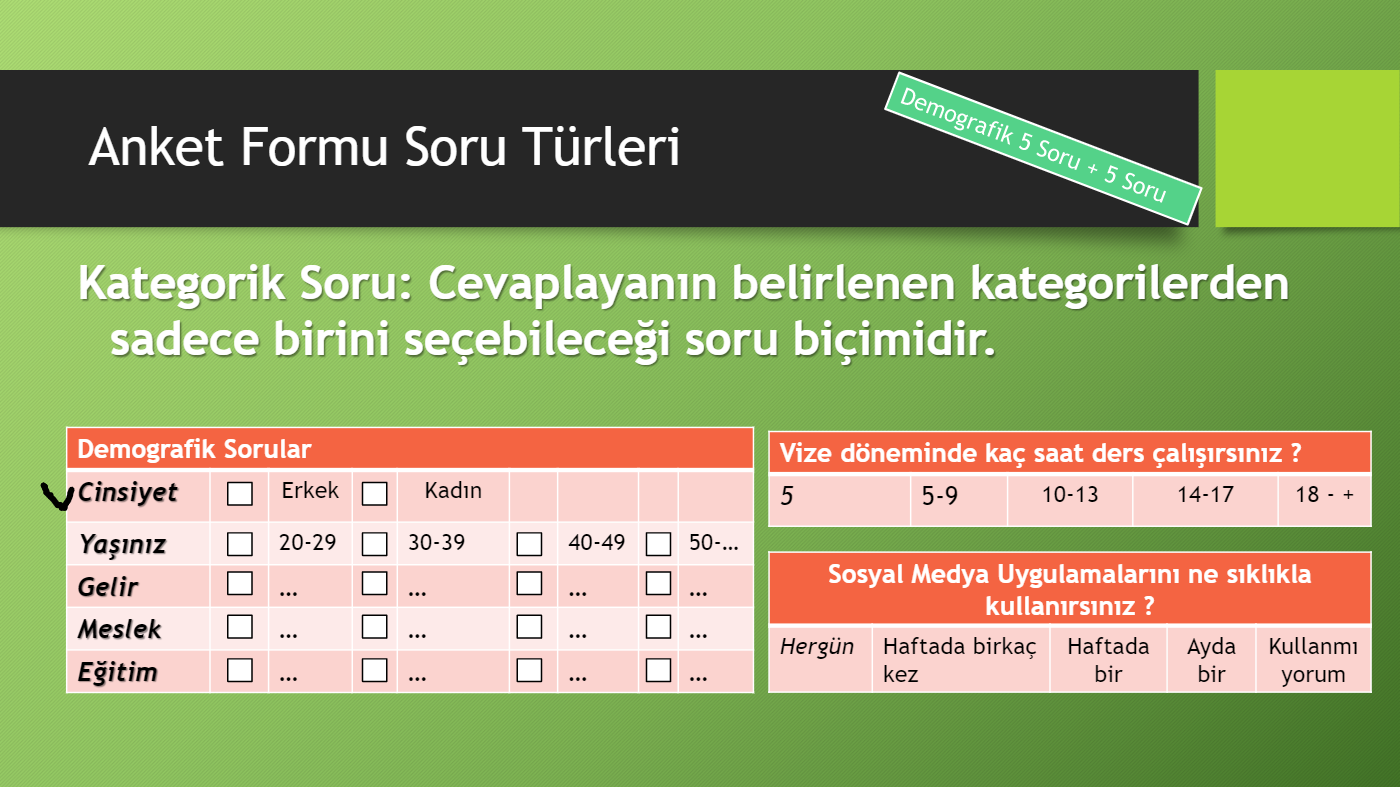 Anket Formu Soru Türleri
Demografik 5 Soru + 5 Soru
Kategorik Soru: Cevaplayanın belirlenen kategorilerden
sadece birini seçebileceği soru biçimidir.
Demografik Sorular
Cinsiyet Erkek Kadın
Yaşınız 20-29 30-39 40-49 50-…
Gelir … … … …
Meslek … … … …
Eğitim … … … …
Vize döneminde kaç saat ders çalışırsınız ?
5 5-9 10-13 14-17 18 - +
Sosyal Medya Uygulamalarını ne sıklıkla
kullanırsınız ?
Hergün Haftada birkaç Haftada Ayda Kullanmı
kez bir bir yorum